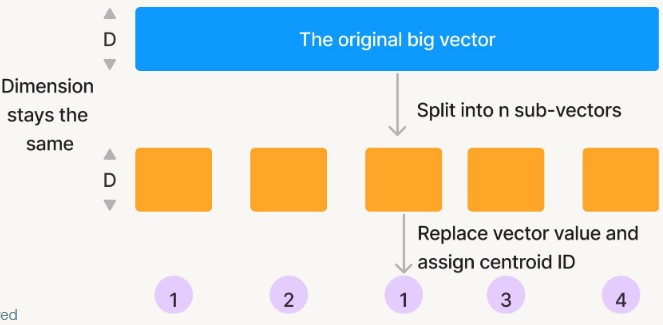 D
The original big vector
Dimension
stays the
same
Split into n sub-vectors
D
Replace vector value and
assign centroid ID
1 2 1 3 4
ed